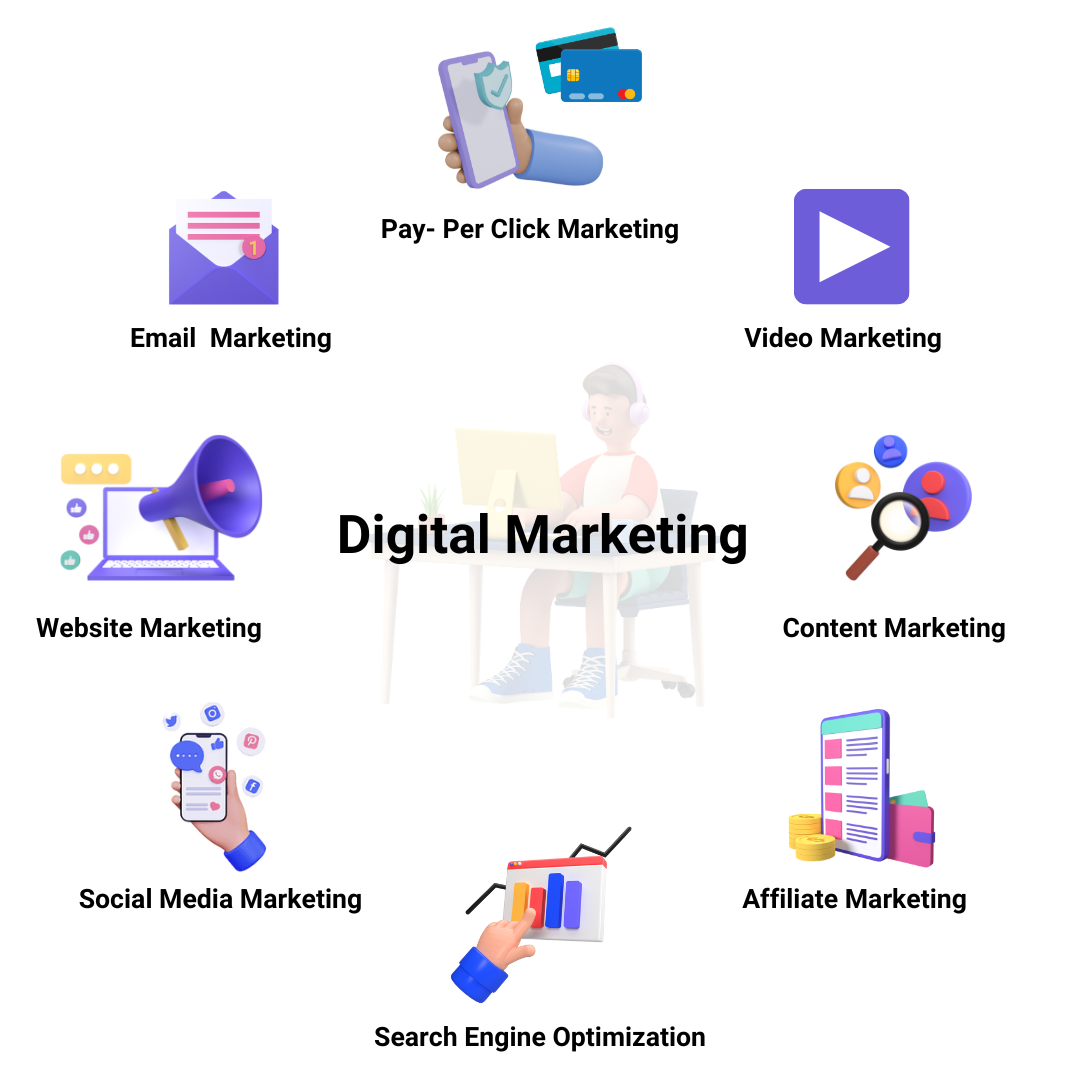 Pay- Per Click Marketing
1
Email  Marketing
Video Marketing
Digital Marketing
Website Marketing
Content Marketing
Social Media Marketing
Affiliate Marketing
Search Engine Optimization